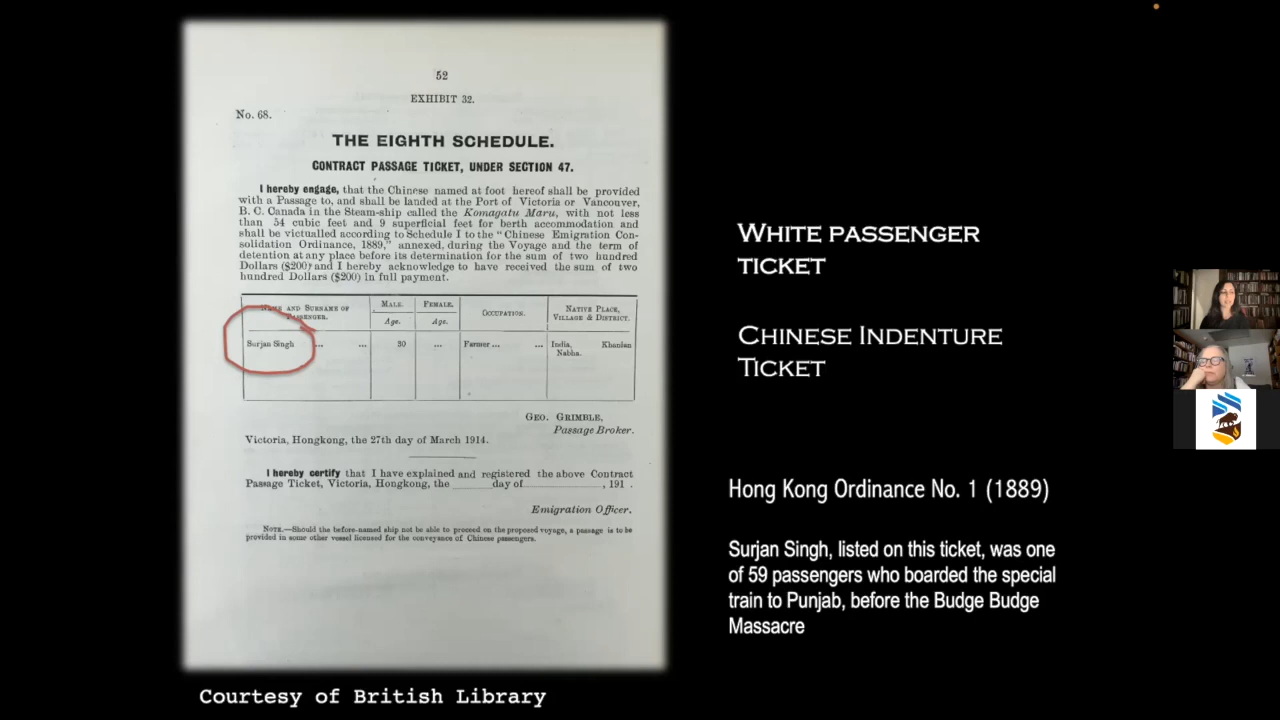 52
EXHIBIT 32.
No. 68.
THE EIGHTH SCHEDULE.
CONTRACT PASSAGE TICKET, UNDER SECTION 47.
I hereby engage, that the Chinese named at foot hereof shall be provided
with a Passage to, and shall be landed at the Port of Victoria or Vancouver,
B. C. Canada in the Steam-ship called the Komagatu Maru, with not less
than 54 cubic feet and 9 superficial feet for berth accommodation and
shall be victualled according to Schedule I to the "Chinese Emigration Con-
solidation Ordinance, 1889," annexed, during the Voyage and the term of
detention at any place before its determination for the sum of two hundred
Dollars ($200) and I hereby acknowledge to have received the sum of two
hundred Dollars ($200) in full payment.
NAME AND SURNAME OF PASSENGER.
MALE.
Age.
FEMALE.
Age.
OCCUPATION.
NATIVE PLACE,
VILLAGE & DISTRICT.
Surjan Singh ... ... 30 ... Farmer ... ... India, Khanlan
Nabha.
GEO. GRIMBLE,
Passage Broker.
Victoria, Hongkong, the 27th day of March 1914.
I hereby certify that I have explained and registered the above Contract
Passage Ticket, Victoria, Hongkong, the ______ day of ____________, 191 .
Emigration Officer.
NOTE.—Should the before-named ship not be able to proceed on the proposed voyage, a passage is to be
provided in some other vessel licensed for the conveyance of Chinese passengers.
Courtesy of British Library
WHITE PASSENGER
TICKET
CHINESE INDENTURE
TICKET
Hong Kong Ordinance No. 1 (1889)
Surjan Singh, listed on this ticket, was one
of 59 passengers who boarded the special
train to Punjab, before the Budge Budge
Massacre